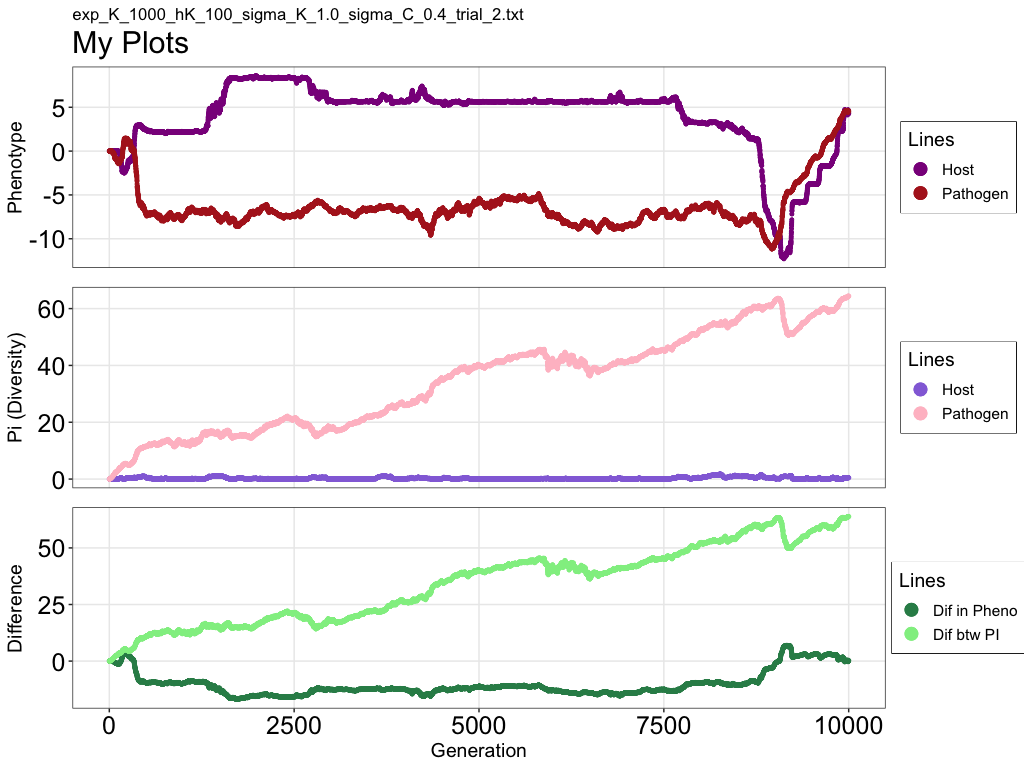 exp_K_1000_hK_100_sigma_K_1.0_sigma_C_0.4_trial_2.txt
My Plots
Phenotype
5
0
-5
-10
Lines
Host
Pathogen
Pi (Diversity)
60
40
20
0
Lines
Host
Pathogen
Difference
50
25
0
Lines
Dif in Pheno
Dif btw PI
0 2500 5000 7500 10000
Generation